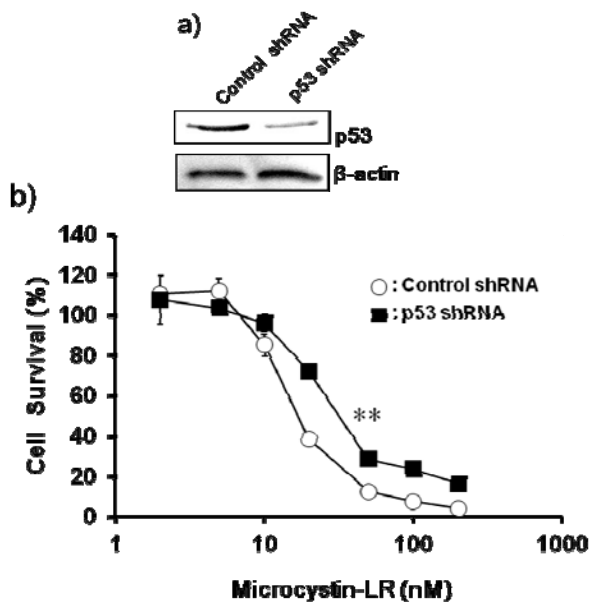 a)
Control shRNA
p53 shRNA
p53
β-actin
b)
140
120
100
80
60
40
20
0
Cell Survival (%)
: Control shRNA
: p53 shRNA
**
1
10
100
1000
Microcystin-LR (nM)